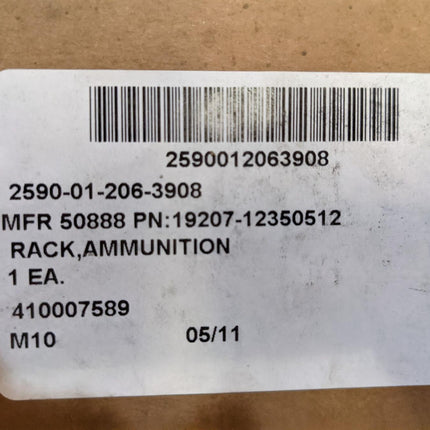 2590012063908
2590-01-206-3908
MFR 50888 PN:19207-12350512
RACK,AMMUNITION
1 EA.
410007589
M10 05/11